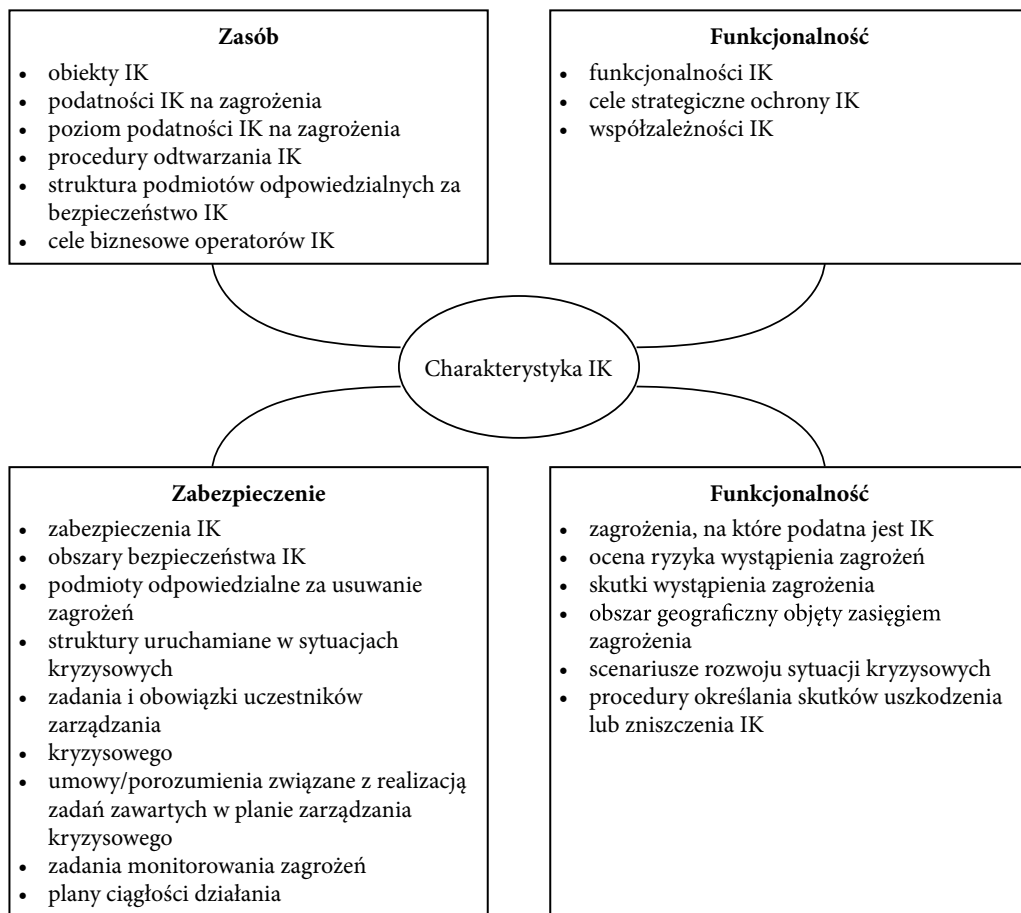 Zasób
• obiekty IK
• podatności IK na zagrożenia
• poziom podatności IK na zagrożenia
• procedury odtwarzania IK
• struktura podmiotów odpowiedzialnych za
bezpieczeństwo IK
• cele biznesowe operatorów IK
Funkcjonalność
• funkcjonalności IK
• cele strategiczne ochrony IK
• współzależności IK
Charakterystyka IK
Zabezpieczenie
• zabezpieczenia IK
• obszary bezpieczeństwa IK
• podmioty odpowiedzialne za usuwanie
zagrożeń
• struktury uruchamiane w sytuacjach
kryzysowych
• zadania i obowiązki uczestników
zarządzania
• kryzysowego
• umowy/porozumienia związane z realizacją
zadań zawartych w planie zarządzania
kryzysowego
• zadania monitorowania zagrożeń
• plany ciągłości działania
Funkcjonalność
• zagrożenia, na które podatna jest IK
• ocena ryzyka wystąpienia zagrożeń
• skutki wystąpienia zagrożenia
• obszar geograficzny objęty zasięgiem
zagrożenia
• scenariusze rozwoju sytuacji kryzysowych
• procedury określania skutków uszkodzenia
lub zniszczenia IK